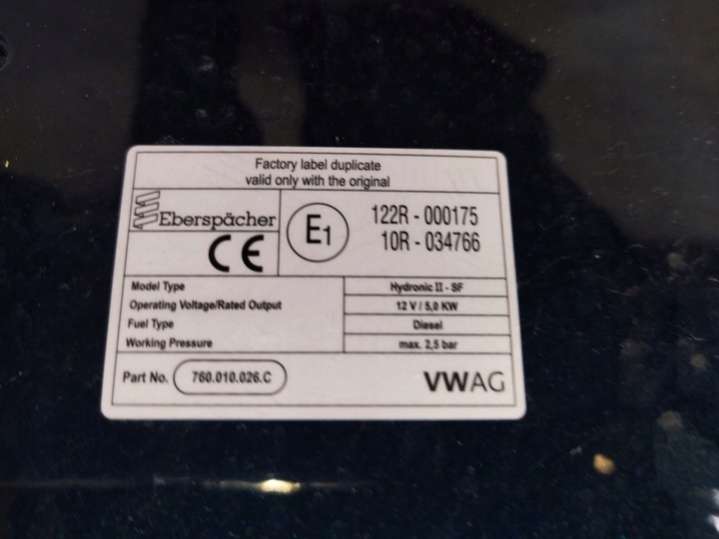 Factory label duplicate
valid only with the original
Eberspächer
CE
E1
122R - 000175
10R - 034766
Model Type Hydronic II - SF
Operating Voltage/Rated Output 12 V / 5,0 KW
Fuel Type Diesel
Working Pressure max. 2,5 bar
Part No. 760.010.026.C VWAG